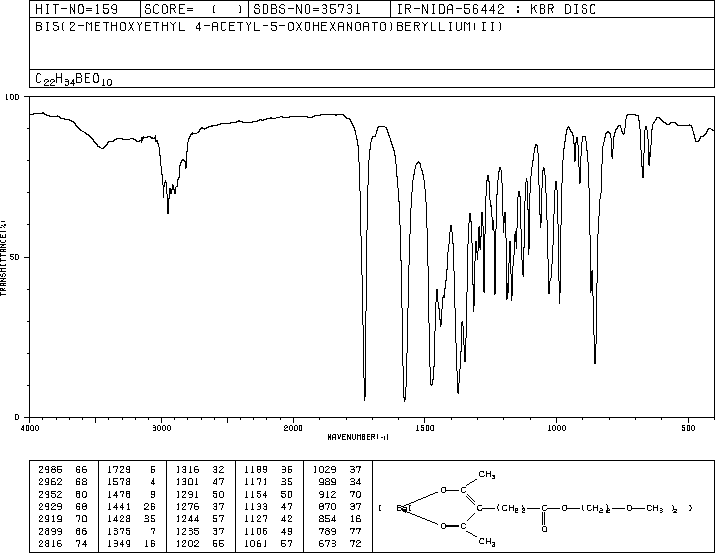 HIT-NO=159 SCORE= ( ) SDBS-NO=35731 IR-NIDA-56442 : KBR DISC
BIS(2-METHOXYETHYL 4-ACETYL-5-OXOHEXANOATO)BERYLLIUM(II)
C22H34BEO10
100
50
0
TRANSMITTANCE(%)
4000 3000 2000 1500 1000 500
WAVENUMBER(-1)
2985 66 1729 5 1316 32 1189 35 1029 37
2962 68 1578 4 1301 47 1171 35 989 34
2952 60 1478 9 1291 50 1154 50 912 70
2929 68 1441 26 1276 37 1133 47 870 37
2919 70 1428 35 1244 57 1127 42 854 16
2899 66 1375 7 1235 37 1106 49 789 77
2816 74 1349 16 1202 55 1061 57 673 72
CH3
O C
( Be( C-(CH2)2-C-O-(CH2)2 O-CH3 )2 )
O C O
CH3